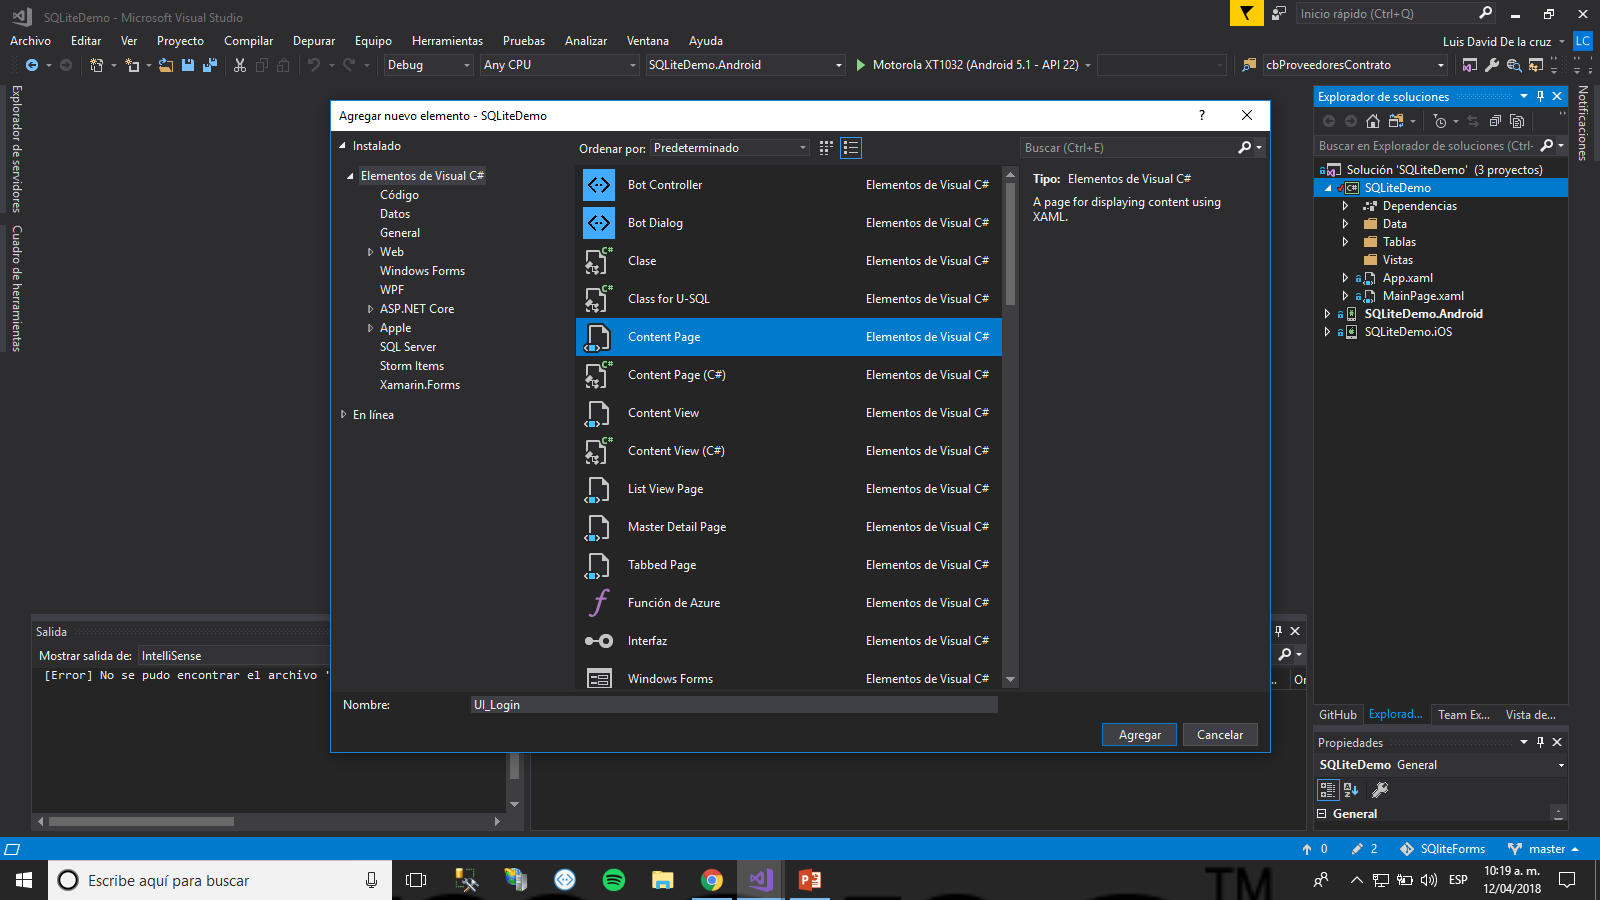 SQLiteDemo - Microsoft Visual Studio
Inicio rápido (Ctrl+Q)
Archivo Editar Ver Proyecto Compilar Depurar Equipo Herramientas Pruebas Analizar Ventana Ayuda
Luis David De la cruz LC
Debug Any CPU SQLiteDemo.Android Motorola XT1032 (Android 5.1 - API 22) cbProveedoresContrato
Explorador de servidores
Cuadro de herramientas
Agregar nuevo elemento - SQLiteDemo ?
Instalado
Elementos de Visual C#
Código
Datos
General
Web
Windows Forms
WPF
ASP.NET Core
Apple
SQL Server
Storm Items
Xamarin.Forms
En línea
Ordenar por: Predeterminado
Bot Controller Elementos de Visual C#
Bot Dialog Elementos de Visual C#
Clase Elementos de Visual C#
Class for U-SQL Elementos de Visual C#
Content Page Elementos de Visual C#
Content Page (C#) Elementos de Visual C#
Content View Elementos de Visual C#
Content View (C#) Elementos de Visual C#
List View Page Elementos de Visual C#
Master Detail Page Elementos de Visual C#
Tabbed Page Elementos de Visual C#
Función de Azure Elementos de Visual C#
Interfaz Elementos de Visual C#
Windows Forms Elementos de Visual C#
Buscar (Ctrl+E)
Tipo: Elementos de Visual C#
A page for displaying content using
XAML.
Nombre: UI_Login
Agregar Cancelar
Explorador de soluciones
Buscar en Explorador de soluciones (Ctrl-
Solución 'SQLiteDemo' (3 proyectos)
C# SQLiteDemo
Dependencias
Data
Tablas
Vistas
App.xaml
MainPage.xaml
SQLiteDemo.Android
SQLiteDemo.iOS
Notificaciones
GitHub Explorad... Team Ex... Vista de...
Propiedades
SQLiteDemo General
General
Salida
Mostrar salida de: IntelliSense
[Error] No se pudo encontrar el archivo '
.. Or
0 2 SQliteForms master
Escribe aquí para buscar
TM
ESP
10:19 a. m.
12/04/2018